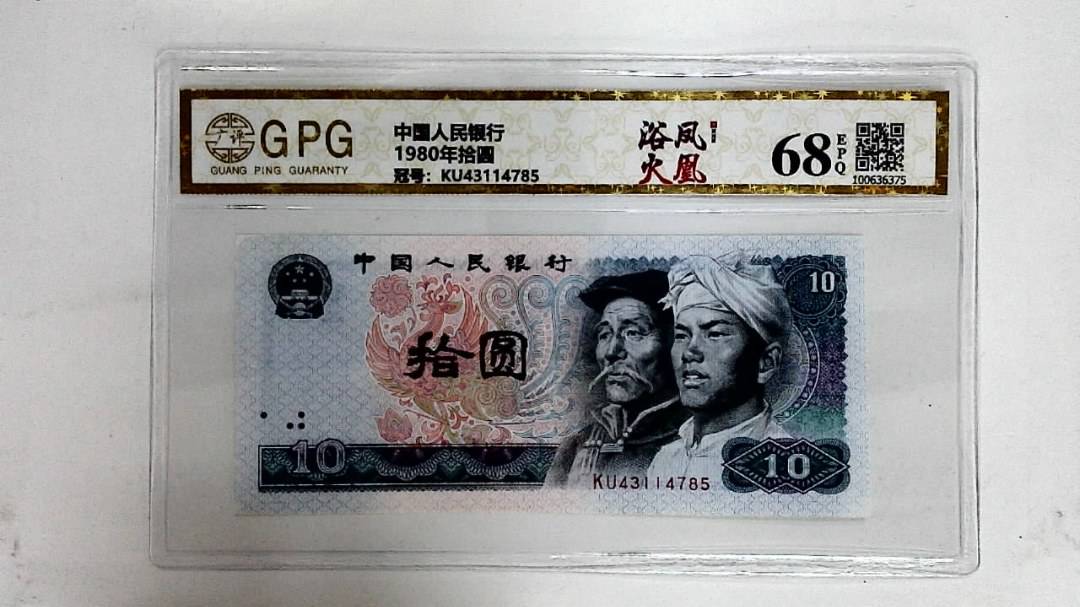 GPG
GUANG PING GUARANTY
中国人民银行
1980年拾圆
冠号：KU43114785
浴凤
火凰
68
EPQ
100636375
中国人民银行
10
拾圆
10
KU43114785
10